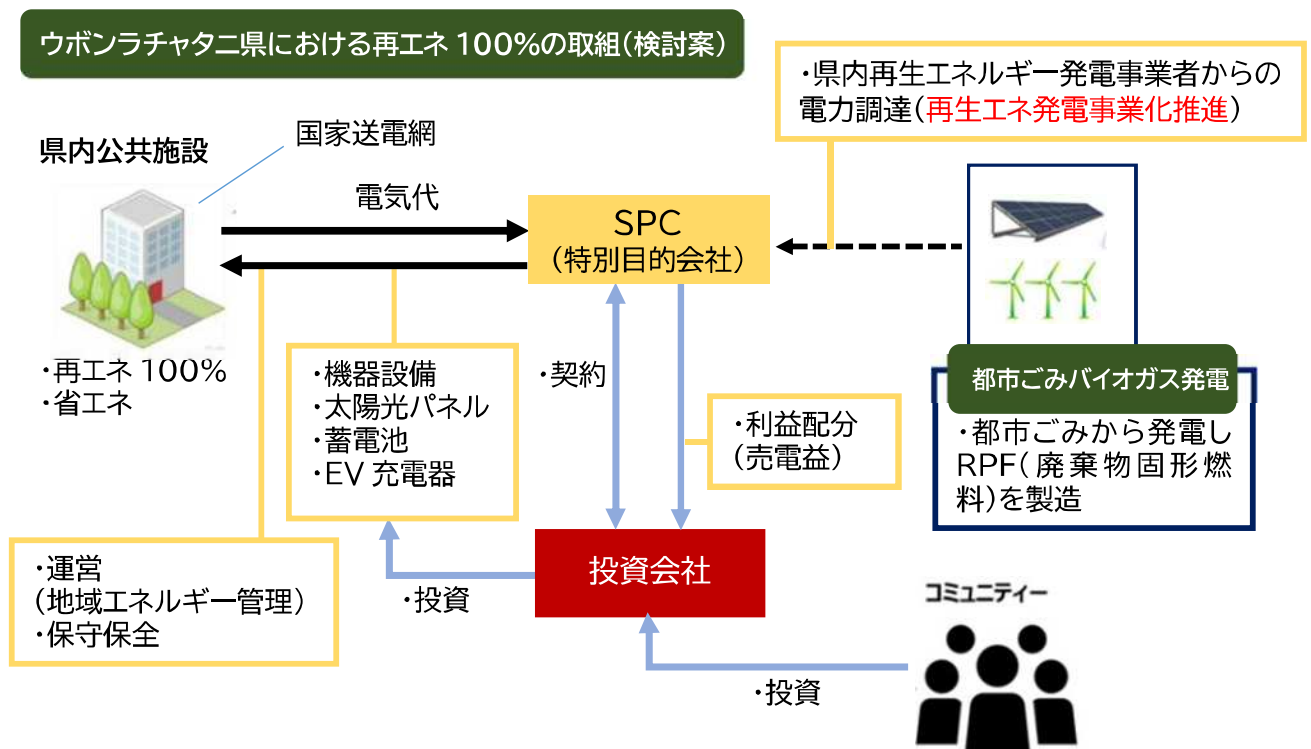 ウボンラチャタニ県における再エネ100%の取組(検討案)
・県内再生エネルギー発電事業者からの
電力調達(再生エネ発電事業化推進)
国家送電網
県内公共施設
電気代
SPC
(特別目的会社)
・再エネ100%
・省エネ
・機器設備
・太陽光パネル
・蓄電池
・EV充電器
・契約
・利益配分
(売電益)
都市ごみバイオガス発電
・都市ごみから発電し
RPF(廃棄物固形燃
料)を製造
・運営
(地域エネルギー管理)
・保守保全
・投資
投資会社
コミュニティー
・投資